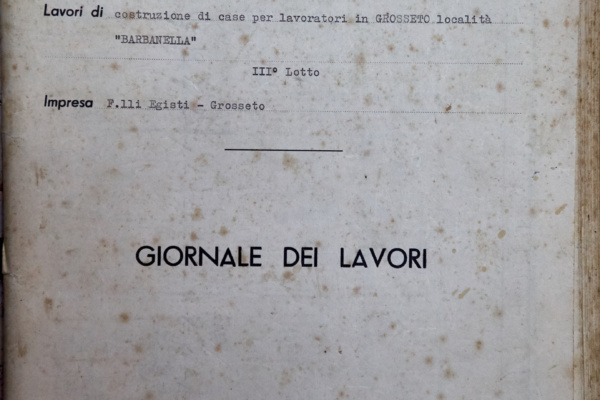 Lavori di costruzione di case per lavoratori in GROSSETO località
"BARBANELLA"
III° Lotto
Impresa F.lli Egisti - Grosseto
GIORNALE DEI LAVORI